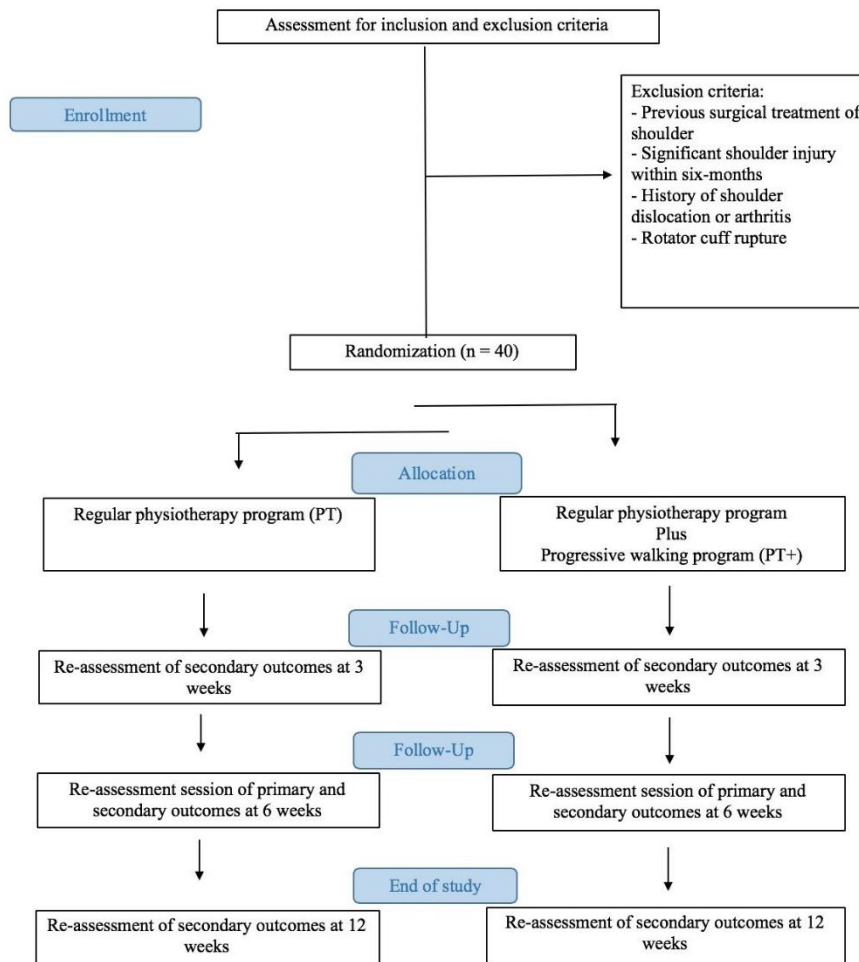 Assessment for inclusion and exclusion criteria
Enrollment
Exclusion criteria:
- Previous surgical treatment of
shoulder
- Significant shoulder injury
within six-months
- History of shoulder
dislocation or arthritis
- Rotator cuff rupture
Randomization (n = 40)
Allocation
Regular physiotherapy program (PT)
Regular physiotherapy program
Plus
Progressive walking program (PT+)
Follow-Up
Re-assessment of secondary outcomes at 3
weeks
Re-assessment of secondary outcomes at 3
weeks
Follow-Up
Re-assessment session of primary and
secondary outcomes at 6 weeks
Re-assessment session of primary and
secondary outcomes at 6 weeks
End of study
Re-assessment of secondary outcomes at 12
weeks
Re-assessment of secondary outcomes at 12
weeks